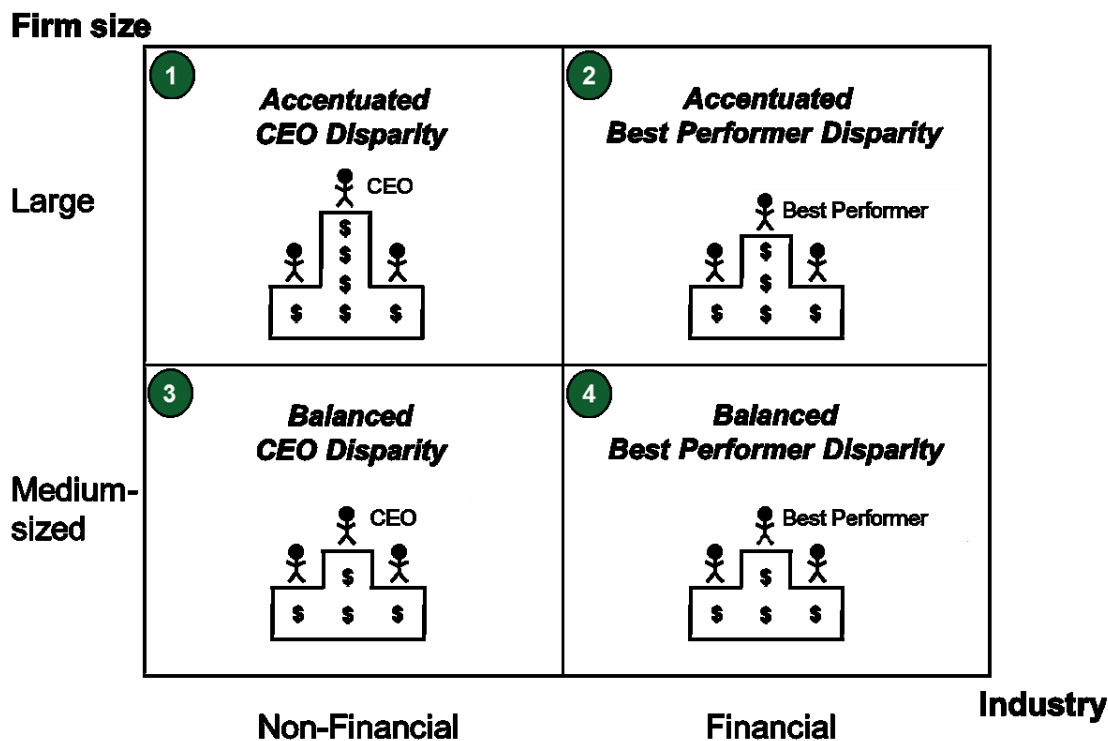 Firm size
1
Accentuated
CEO Disparity
CEO
$
$
$
$ $ $
2
Accentuated
Best Performer Disparity
Best Performer
$
$
$ $ $
Large
3
Balanced
CEO Disparity
CEO
$
$ $ $
4
Balanced
Best Performer Disparity
Best Performer
$
$ $ $
Medium-
sized
Non-Financial
Financial
Industry